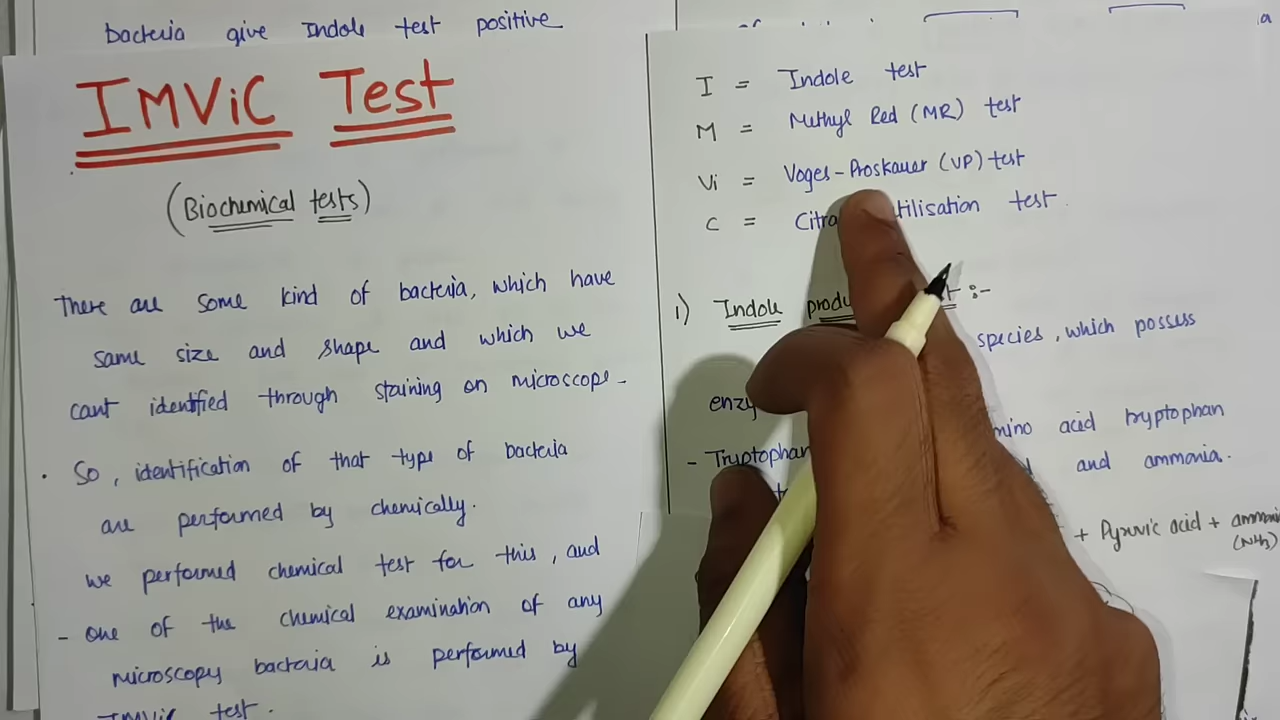 bacteria give Indole test positive
IMViC Test
(Biochemical tests)
There are some kind of bacteria, which have
same size and shape and which we
cant identified through staining on microscope-
. So, identification of that type of bacteria
are performed by chemically.
we performed chemical test for this, and
- one of the chemical examination of any
microscopy bacteria is performed by
IMViC test.
I = Indole test
M = Methyl Red (MR) test
Vi = Voges-Proskauer (VP) test
C = tilisation test.
1) Indole :-
species, which possess
amino acid tryptophan
- Tryptophan and ammonia.
+ Pyruvic acid + ammonia
(NH3)